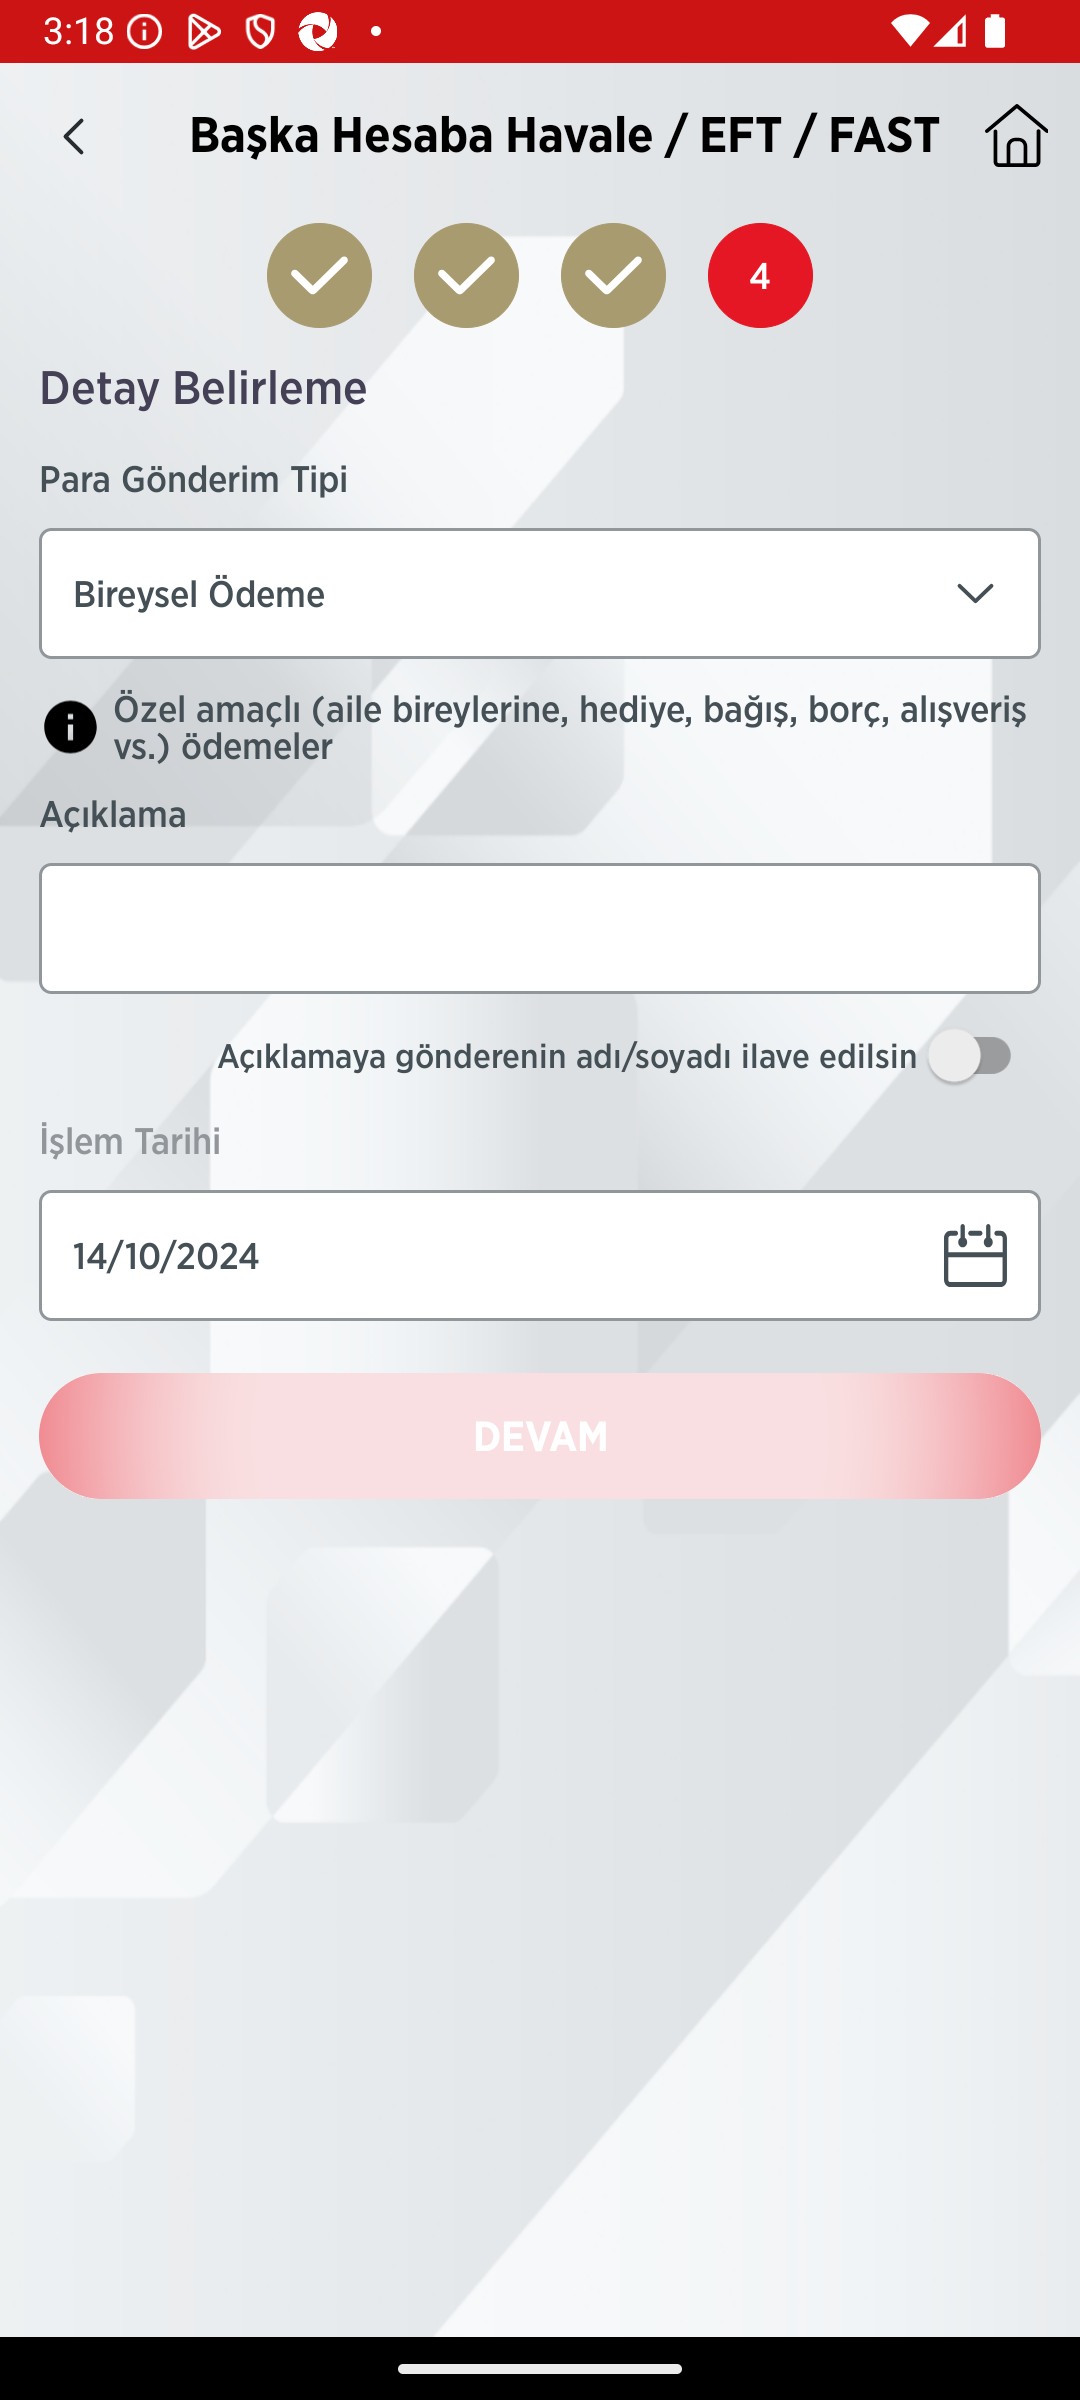 3:18
Başka Hesaba Havale / EFT / FAST
4
Detay Belirleme
Para Gönderim Tipi
Bireysel Ödeme
Özel amaçlı (aile bireylerine, hediye, bağış, borç, alışveriş
vs.) ödemeler
Açıklama
Açıklamaya gönderenin adı/soyadı ilave edilsin
İşlem Tarihi
14/10/2024
DEVAM